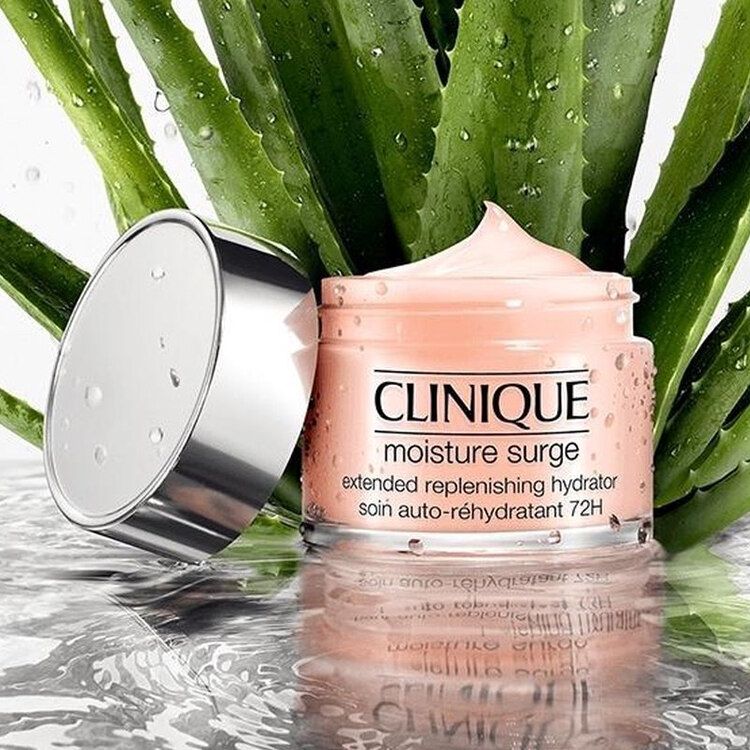 CLINIQUE
moisture surge
extended replenishing hydrator
soin auto-réhydratant 72H